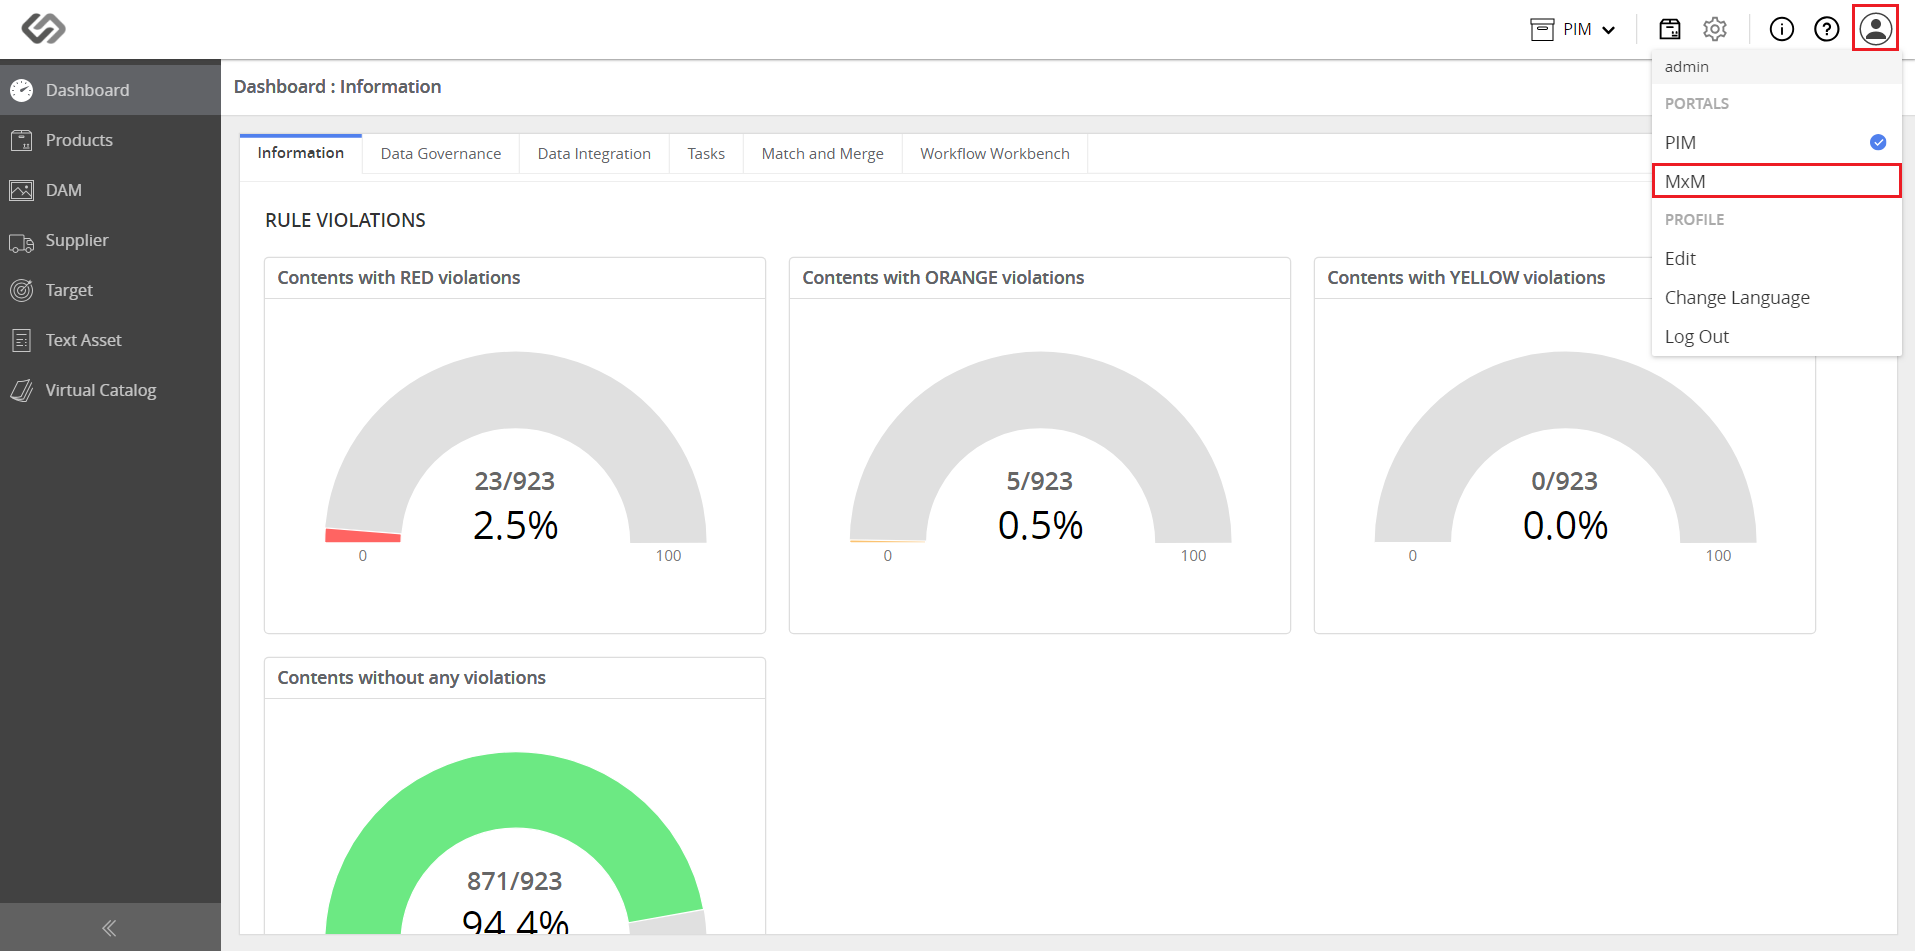 PIM
admin
PORTALS
PIM
MxM
PROFILE
Edit
Change Language
Log Out
Dashboard
Products
DAM
Supplier
Target
Text Asset
Virtual Catalog
Dashboard : Information
Information
Data Governance
Data Integration
Tasks
Match and Merge
Workflow Workbench
RULE VIOLATIONS
Contents with RED violations
23/923
2.5%
0
100
Contents with ORANGE violations
5/923
0.5%
0
100
Contents with YELLOW violations
0/923
0.0%
0
100
Contents without any violations
871/923
94.4%